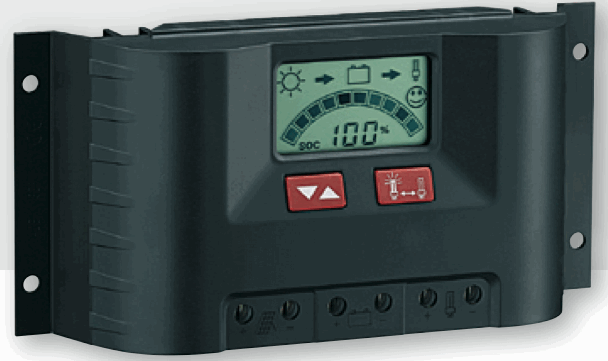 SOC 100%
+ - + - + -